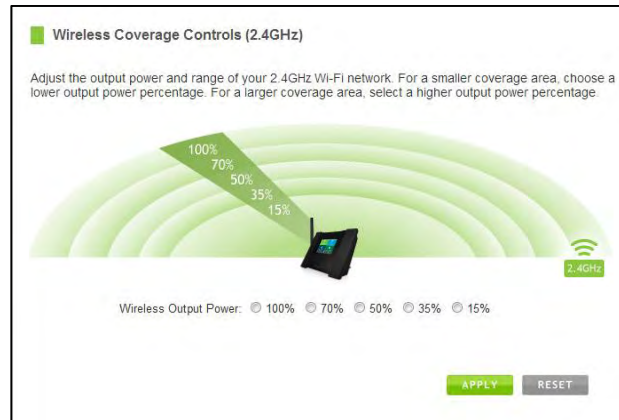 Wireless Coverage Controls (2.4GHz)
Adjust the output power and range of your 2.4GHz Wi-Fi network. For a smaller coverage area, choose a
lower output power percentage. For a larger coverage area, select a higher output power percentage.
100%
70%
50%
35%
15%
2.4GHz
Wireless Output Power: 100% 70% 50% 35% 15%
APPLY RESET